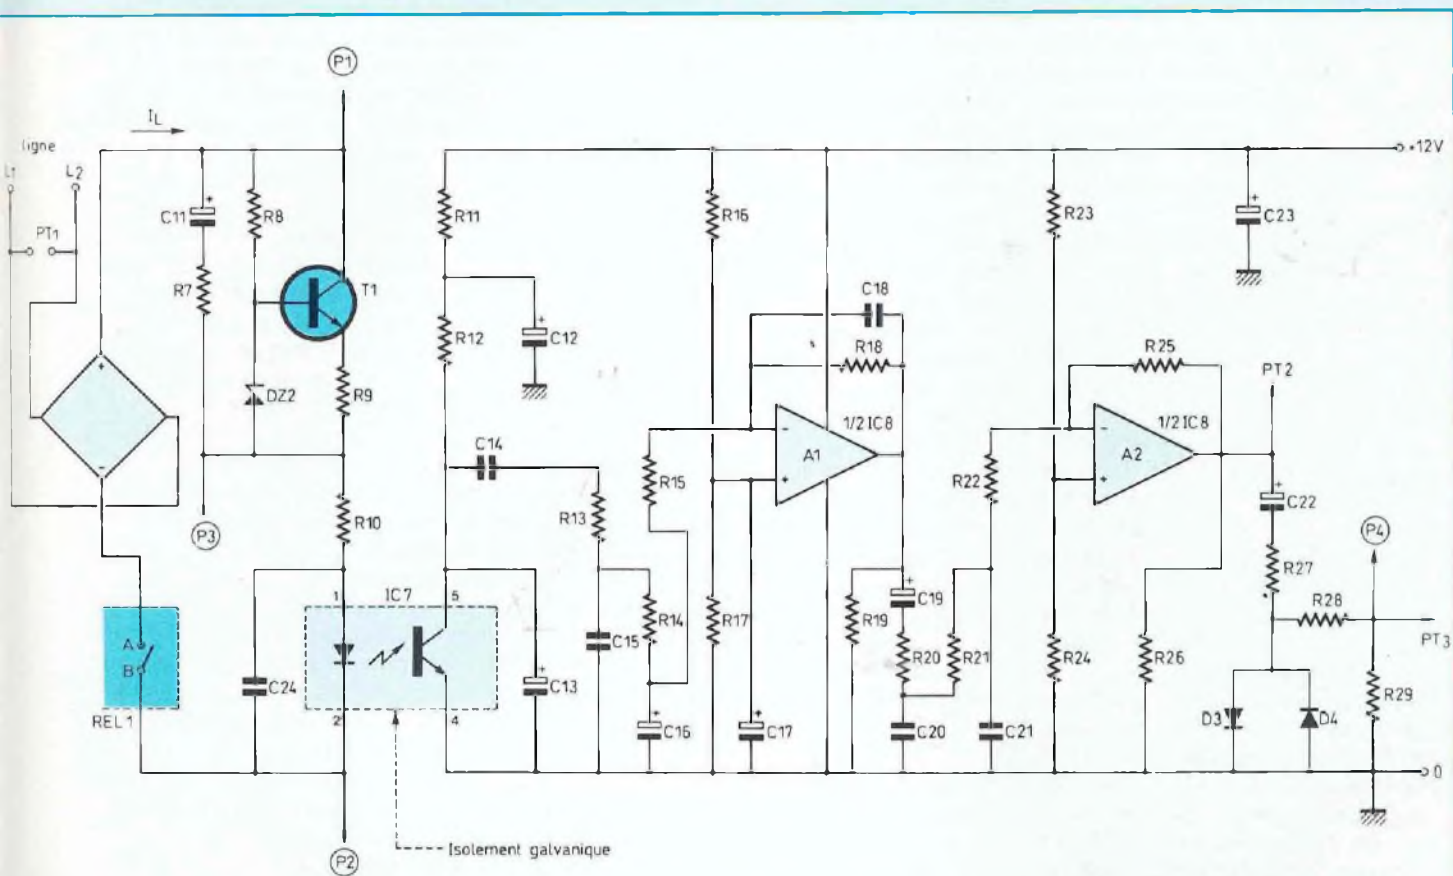 P1
IL
ligne
L1
L2
PT1
C11
R8
R7
T1
DZ2
R9
P3
R10
A
B
REL1
C24
1
2
IC7
5
4
P2
Isolement galvanique
R11
R12
C12
C14
R13
C15
R14
C13
R15
C16
R16
R17
C17
C18
R18
-
+
A1
1/2 IC8
R19
C19
R20
R21
C20
R22
C21
R23
R24
-
+
A2
1/2 IC8
R25
R26
C23
+12V
PT2
C22
R27
R28
P4
PT3
D3
D4
R29
0